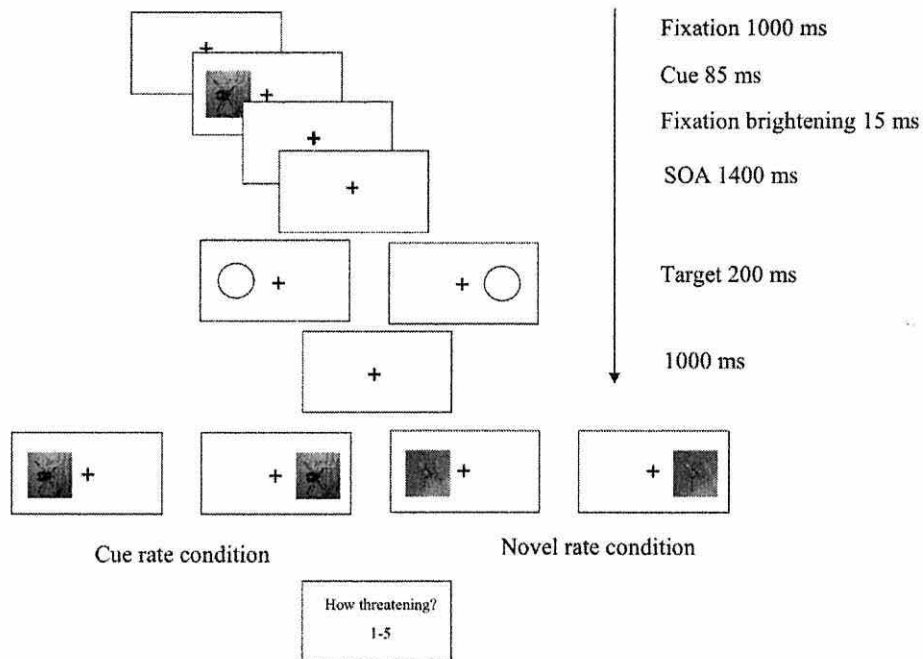 Fixation 1000 ms
Cue 85 ms
Fixation brightening 15 ms
SOA 1400 ms
Target 200 ms
1000 ms
Cue rate condition
Novel rate condition
How threatening?
1-5